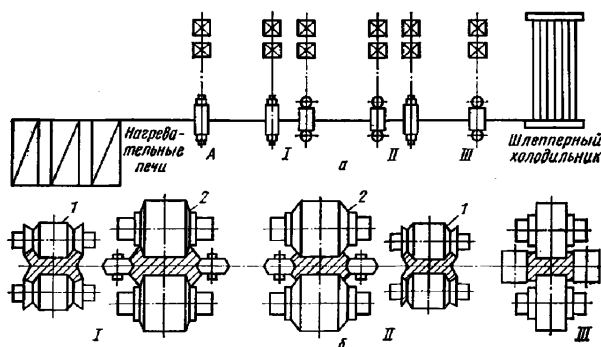 Нагрева-
тельные
печи
А
I
а
II
III
Шлепперный
холодильник
1
2
2
1
I
б
II
III